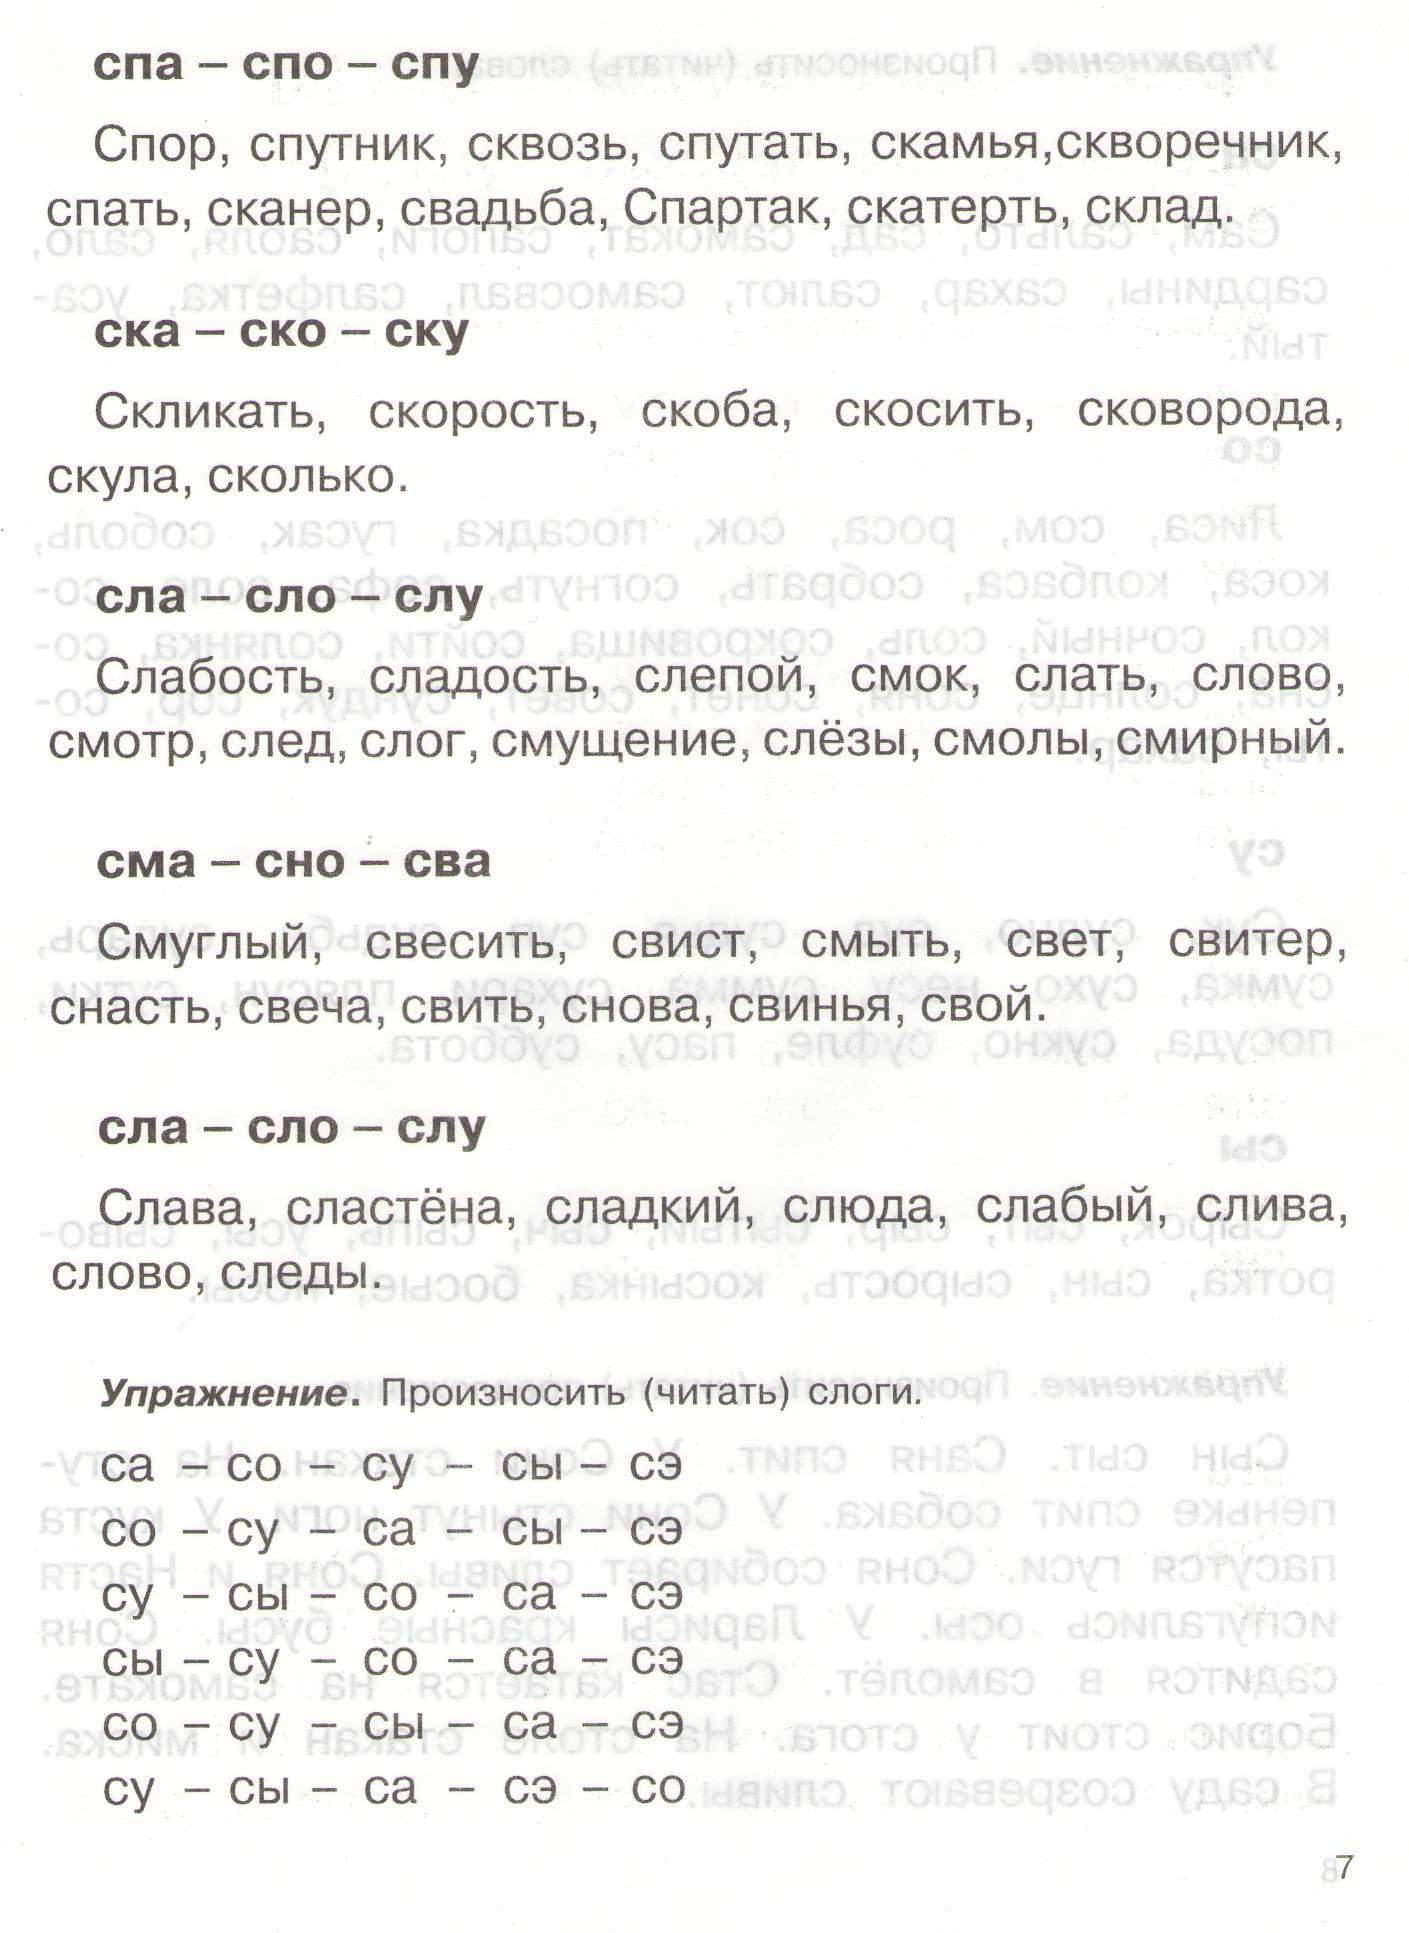 спа – спо – спу
Спор, спутник, сквозь, спутать, скамья,скворечник,
спать, сканер, свадьба, Спартак, скатерть, склад.
ска – ско – ску
Скликать, скорость, скоба, скосить, сковорода,
скула, сколько.
сла – сло – слу
Слабость, сладость, слепой, смок, слать, слово,
смотр, след, слог, смущение, слёзы, смолы, смирный.
сма – сно – сва
Смуглый, свесить, свист, смыть, свет, свитер,
снасть, свеча, свить, снова, свинья, свой.
сла – сло – слу
Слава, сластёна, сладкий, слюда, слабый, слива,
слово, следы.
Упражнение. Произносить (читать) слоги.
са – со – су – сы – сэ
со – су – са – сы – сэ
су – сы – со – са – сэ
сы – су – со – са – сэ
со – су – сы – са – сэ
су – сы – са – сэ – со
7